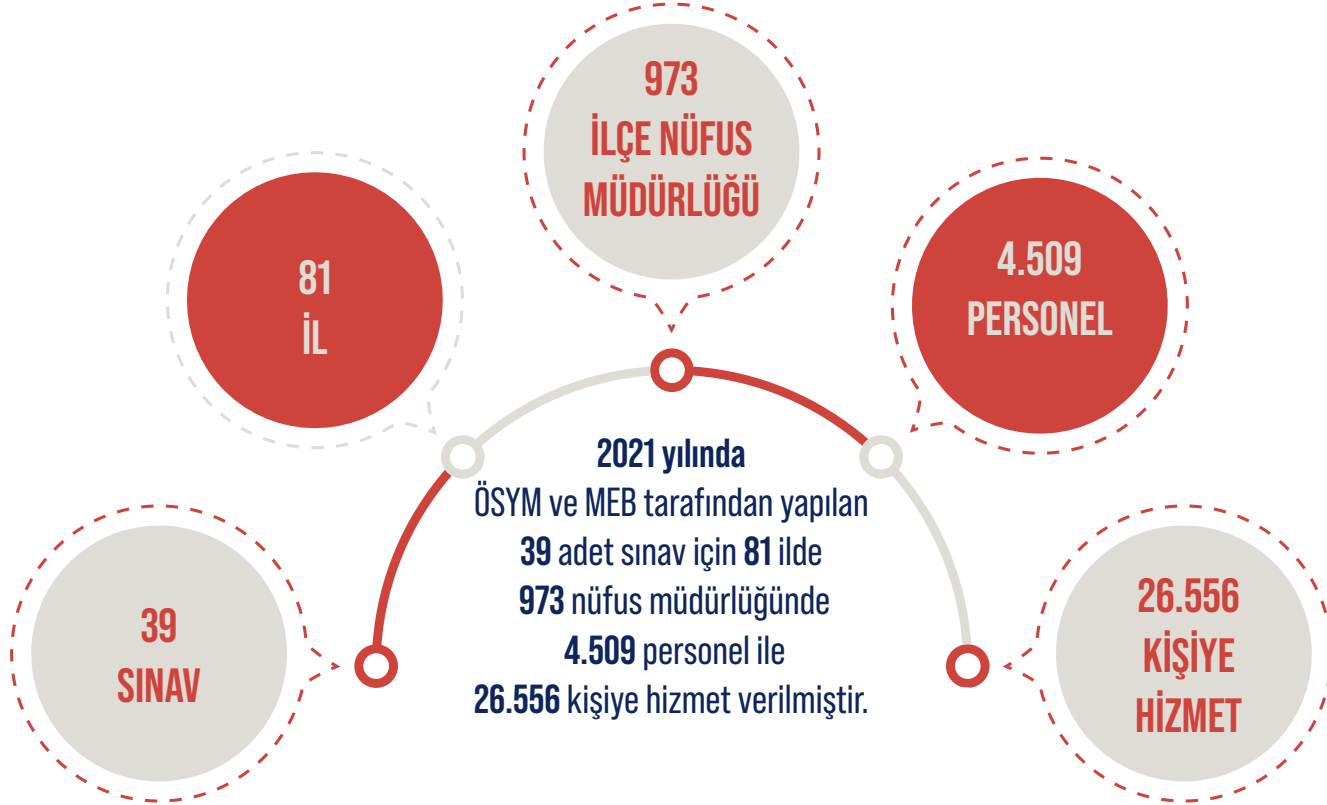 973
İLÇE NÜFUS
MÜDÜRLÜĞÜ
81
İL
4.509
PERSONEL
39
SINAV
2021 yılında
ÖSYM ve MEB tarafından yapılan
39 adet sınav için 81 ilde
973 nüfus müdürlüğünde
4.509 personel ile
26.556 kişiye hizmet verilmiştir.
26.556
KİŞİYE
HİZMET